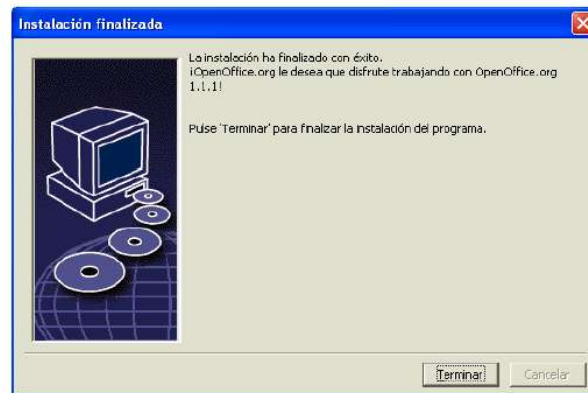 Instalación finalizada
La instalación ha finalizado con éxito.
¡OpenOffice.org le desea que disfrute trabajando con OpenOffice.org
1.1.1!
Pulse 'Terminar' para finalizar la instalación del programa.
Terminar
Cancelar